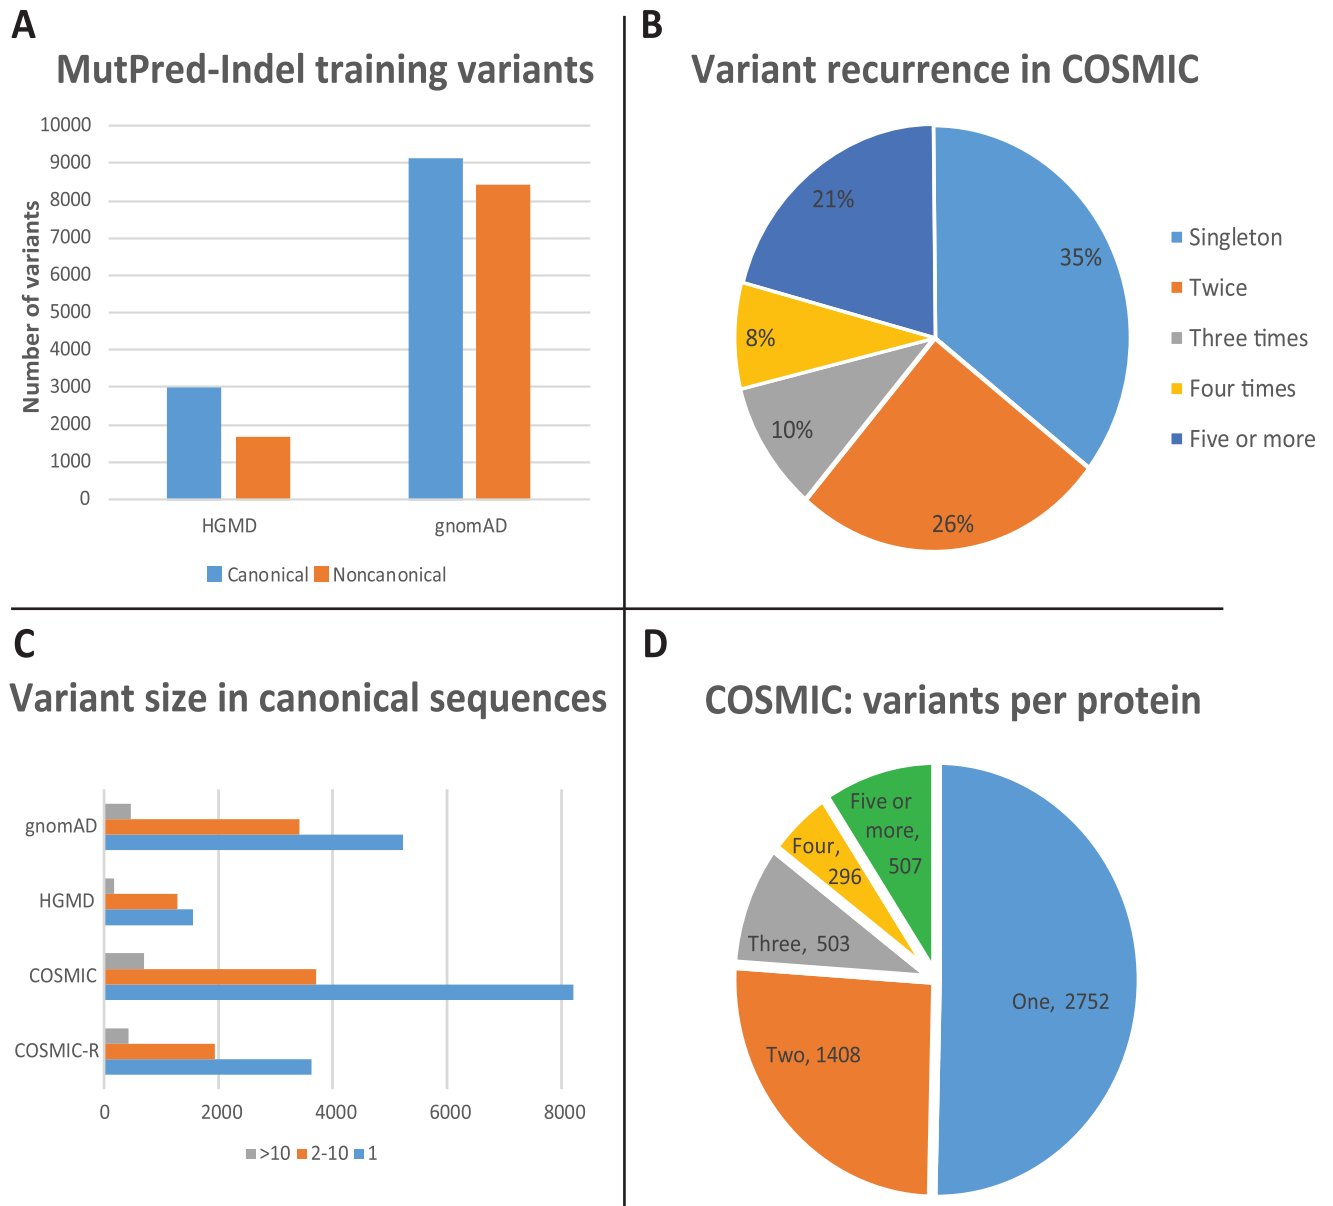 A
MutPred-Indel training variants
Number of variants
10000
9000
8000
7000
6000
5000
4000
3000
2000
1000
0
HGMD
gnomAD
Canonical
Noncanonical
B
Variant recurrence in COSMIC
21%
35%
8%
10%
26%
Singleton
Twice
Three times
Four times
Five or more
C
Variant size in canonical sequences
gnomAD
HGMD
COSMIC
COSMIC-R
0 2000 4000 6000 8000
>10 2-10 1
D
COSMIC: variants per protein
Five or
more,
507
Four,
296
Three, 503
One, 2752
Two, 1408